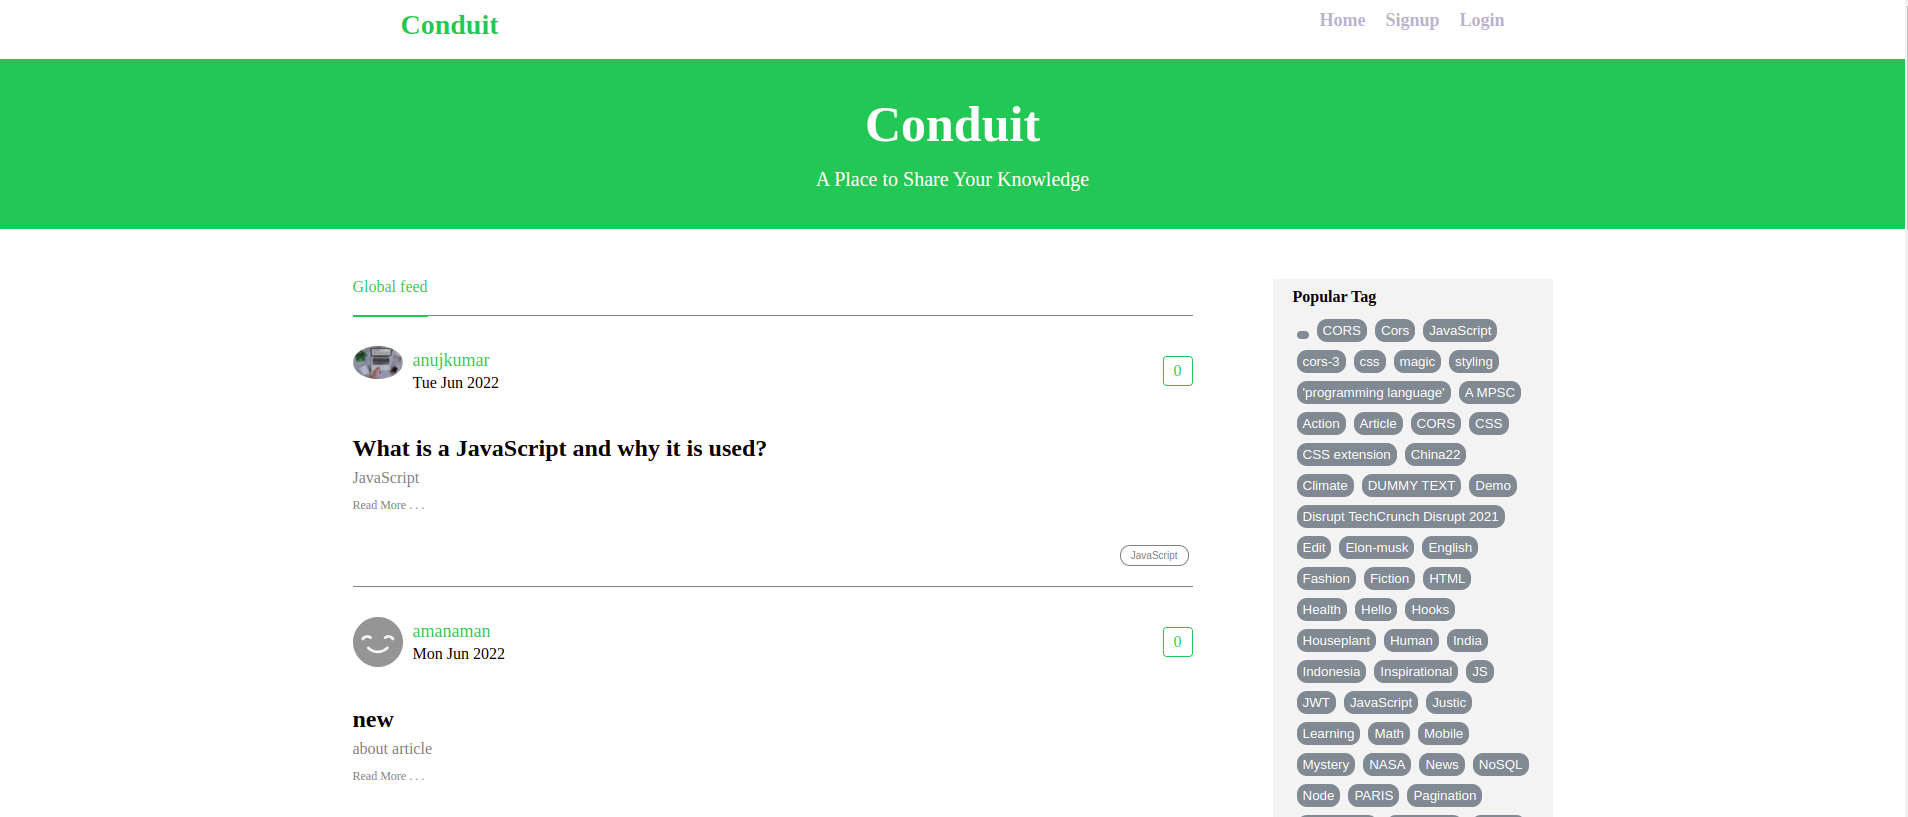 Conduit
Home Signup Login
Conduit
A Place to Share Your Knowledge
Global feed
anujkumar
Tue Jun 2022
0
What is a JavaScript and why it is used?
JavaScript
Read More . . .
JavaScript
amanaman
Mon Jun 2022
0
new
about article
Read More . . .
Popular Tag
CORS Cors JavaScript
cors-3 css magic styling
'programming language' A MPSC
Action Article CORS CSS
CSS extension China22
Climate DUMMY TEXT Demo
Disrupt TechCrunch Disrupt 2021
Edit Elon-musk English
Fashion Fiction HTML
Health Hello Hooks
Houseplant Human India
Indonesia Inspirational JS
JWT JavaScript Justic
Learning Math Mobile
Mystery NASA News NoSQL
Node PARIS Pagination